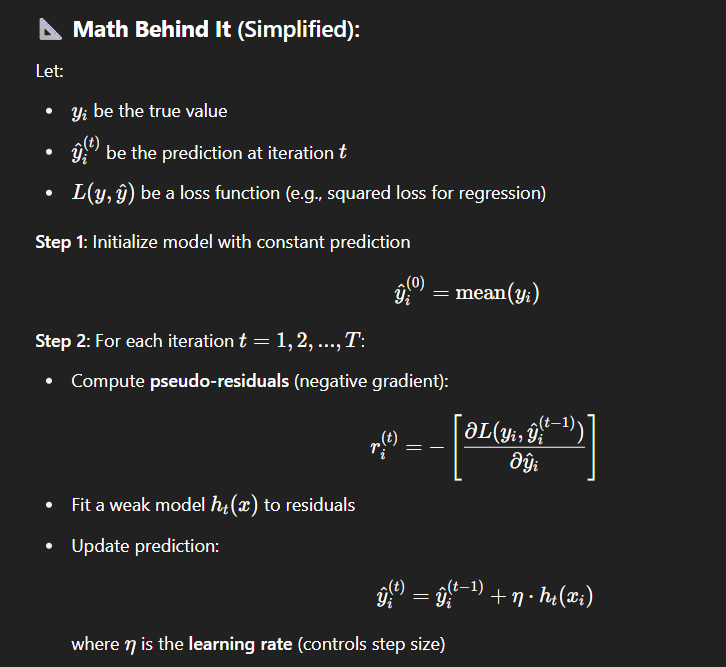 📐 Math Behind It (Simplified):
Let:
• $y_i$ be the true value
• $\hat{y}_i^{(t)}$ be the prediction at iteration $t$
• $L(y, \hat{y})$ be a loss function (e.g., squared loss for regression)
Step 1: Initialize model with constant prediction
$\hat{y}_i^{(0)} = \text{mean}(y_i)$
Step 2: For each iteration $t = 1, 2, ..., T$:
• Compute pseudo-residuals (negative gradient):
$r_i^{(t)} = -\left[\frac{\partial L(y_i, \hat{y}_i^{(t-1)})}{\partial \hat{y}_i}\right]$
• Fit a weak model $h_t(x)$ to residuals
• Update prediction:
$\hat{y}_i^{(t)} = \hat{y}_i^{(t-1)} + \eta \cdot h_t(x_i)$
where $\eta$ is the learning rate (controls step size)